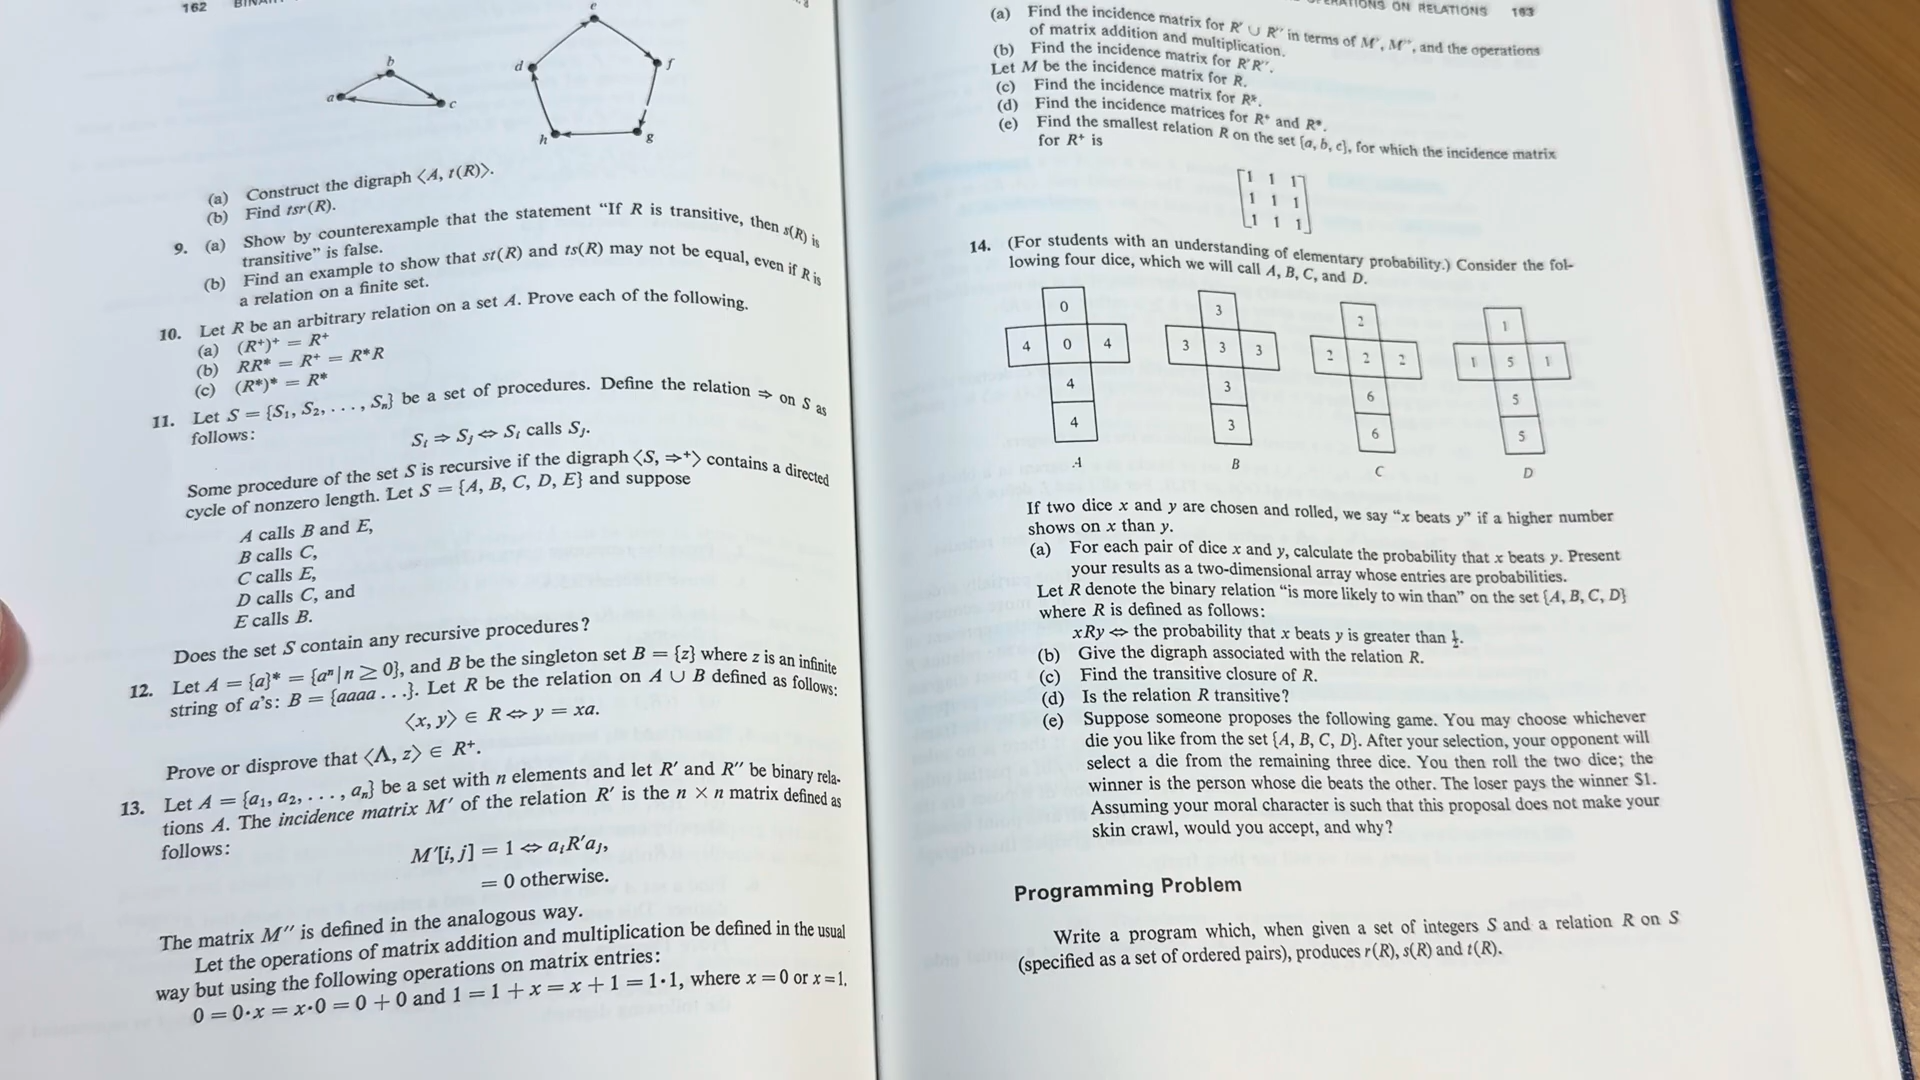 162
b
a
c
e
d
f
h
g
(a) Construct the digraph ⟨A, t(R)⟩.
(b) Find tsr(R).
9. (a) Show by counterexample that the statement "If R is transitive, then s(R) is
transitive" is false.
(b) Find an example to show that st(R) and ts(R) may not be equal, even if R is
a relation on a finite set.
10. Let R be an arbitrary relation on a set A. Prove each of the following.
(a) (R⁺)⁺ = R⁺
(b) RR* = R⁺ = R*R
(c) (R*)* = R*
11. Let S = {S₁, S₂, . . . , Sₙ} be a set of procedures. Define the relation ⇒ on S as
follows:
Sᵢ ⇒ Sⱼ ⇔ Sᵢ calls Sⱼ.
Some procedure of the set S is recursive if the digraph ⟨S, ⇒⁺⟩ contains a directed
cycle of nonzero length. Let S = {A, B, C, D, E} and suppose
A calls B and E,
B calls C,
C calls E,
D calls C, and
E calls B.
Does the set S contain any recursive procedures?
12. Let A = {a}* = {aⁿ | n ≥ 0}, and B be the singleton set B = {z} where z is an infinite
string of a's: B = {aaaa . . .}. Let R be the relation on A ∪ B defined as follows:
⟨x, y⟩ ∈ R ⇔ y = xa.
Prove or disprove that ⟨Λ, z⟩ ∈ R⁺.
13. Let A = {a₁, a₂, . . . , aₙ} be a set with n elements and let R′ and R″ be binary rela-
tions A. The incidence matrix M′ of the relation R′ is the n × n matrix defined as
follows:
M′[i, j] = 1 ⇔ aᵢR′aⱼ,
= 0 otherwise.
The matrix M″ is defined in the analogous way.
Let the operations of matrix addition and multiplication be defined in the usual
way but using the following operations on matrix entries:
0 = 0·x = x·0 = 0 + 0 and 1 = 1 + x = x + 1 = 1·1, where x = 0 or x = 1.
ON RELATIONS 163
(a) Find the incidence matrix for R′ ∪ R″ in terms of M′, M″, and the operations
of matrix addition and multiplication.
(b) Find the incidence matrix for R′R″.
Let M be the incidence matrix for R.
(c) Find the incidence matrix for Rᵏ.
(d) Find the incidence matrices for R⁺ and R*.
(e) Find the smallest relation R on the set {a, b, c}, for which the incidence matrix
for R⁺ is
1 1 1
1 1 1
1 1 1
14. (For students with an understanding of elementary probability.) Consider the fol-
lowing four dice, which we will call A, B, C, and D.
0
4 0 4
4
4
A
3
3 3 3
3
3
B
2
2 2 2
6
6
C
1
1 5 1
5
5
D
If two dice x and y are chosen and rolled, we say "x beats y" if a higher number
shows on x than y.
(a) For each pair of dice x and y, calculate the probability that x beats y. Present
your results as a two-dimensional array whose entries are probabilities.
Let R denote the binary relation "is more likely to win than" on the set {A, B, C, D}
where R is defined as follows:
xRy ⇔ the probability that x beats y is greater than ½.
(b) Give the digraph associated with the relation R.
(c) Find the transitive closure of R.
(d) Is the relation R transitive?
(e) Suppose someone proposes the following game. You may choose whichever
die you like from the set {A, B, C, D}. After your selection, your opponent will
select a die from the remaining three dice. You then roll the two dice; the
winner is the person whose die beats the other. The loser pays the winner $1.
Assuming your moral character is such that this proposal does not make your
skin crawl, would you accept, and why?
Programming Problem
Write a program which, when given a set of integers S and a relation R on S
(specified as a set of ordered pairs), produces r(R), s(R) and t(R).